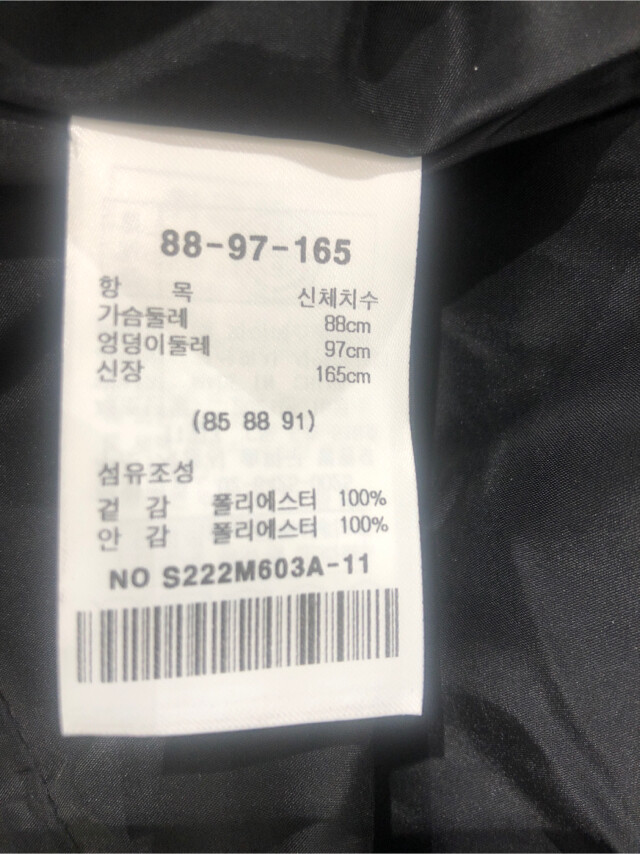 88-97-165
항 목 신체치수
가슴둘레 88cm
엉덩이둘레 97cm
신장 165cm
(85 88 91)
섬유조성
겉 감 폴리에스터 100%
안 감 폴리에스터 100%
NO S222M603A-11